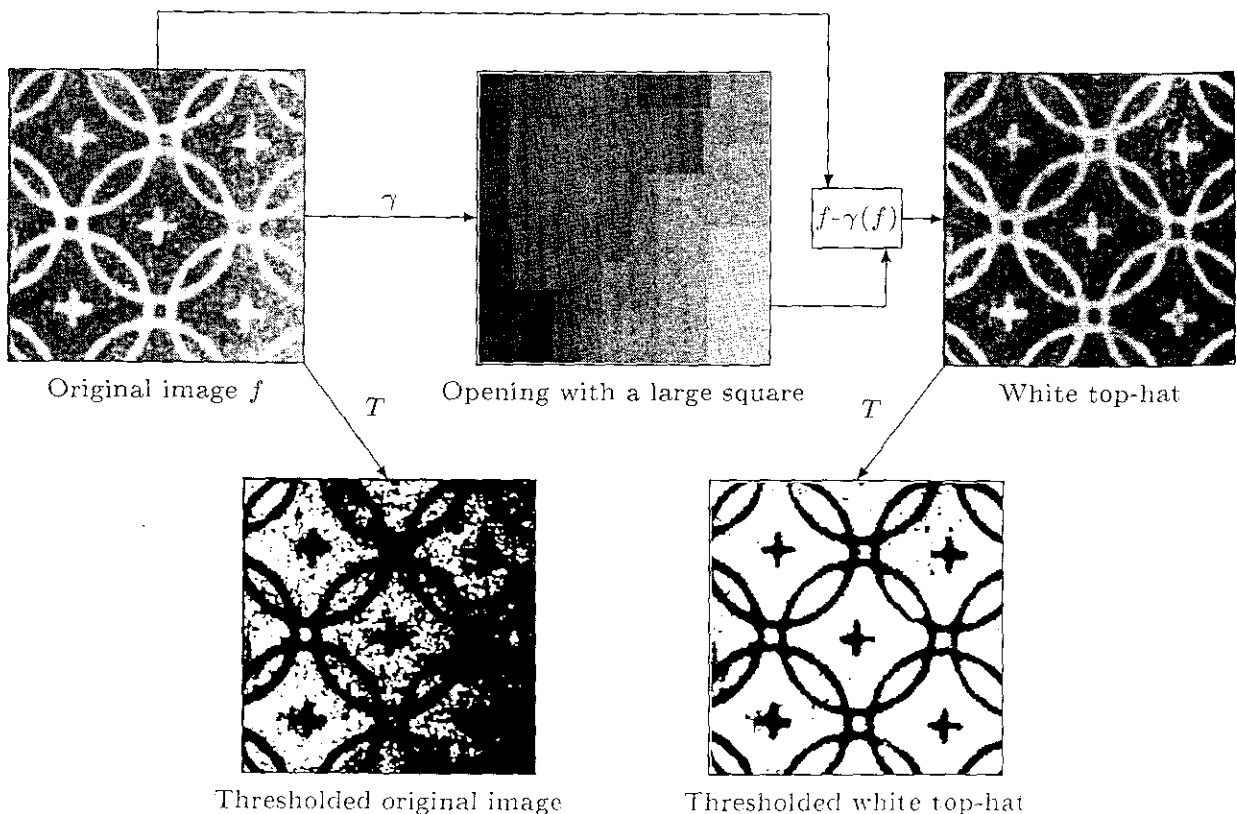 γ
f-γ(f)
Original image f
Opening with a large square
White top-hat
T
T
Thresholded original image
Thresholded white top-hat